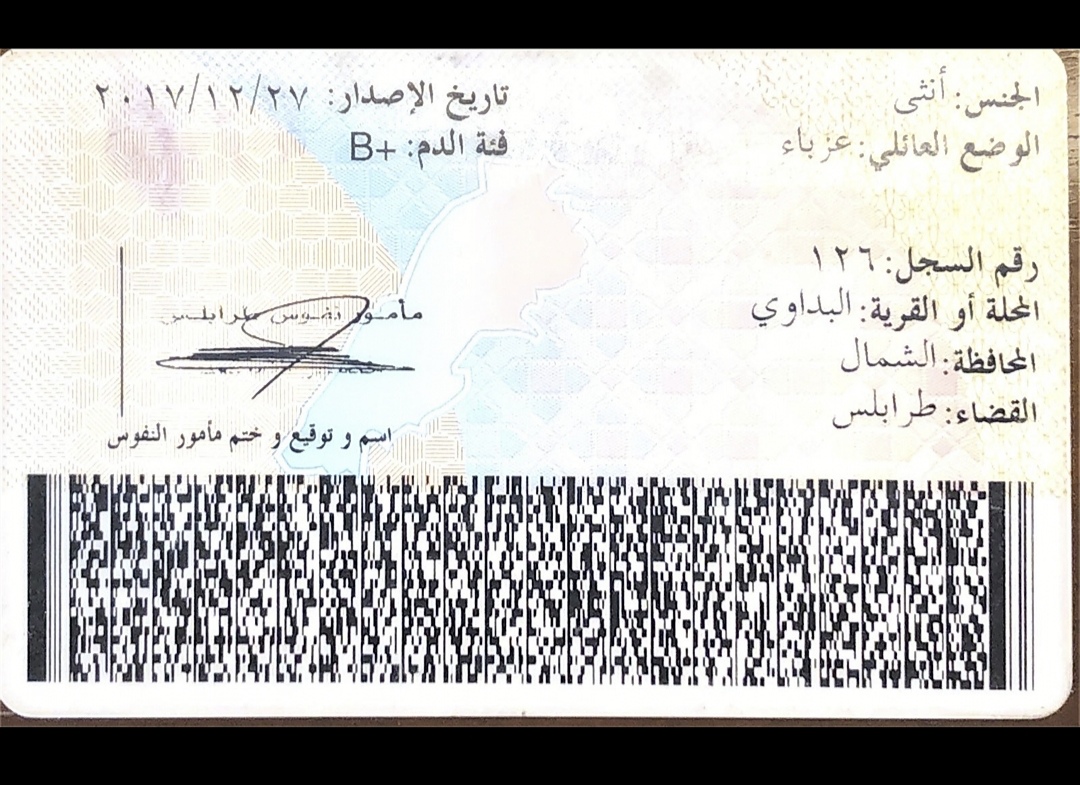 الجنس: أنثى
تاريخ الإصدار: ٢٠١٧/١٢/٢٧
الوضع العائلي: عزباء
فئة الدم: B+
رقم السجل: ١٢٦
المحلة أو القرية: البداوي
المحافظة: الشمال
القضاء: طرابلس
مأمور نفوس طرابلس
اسم و توقيع و ختم مأمور النفوس